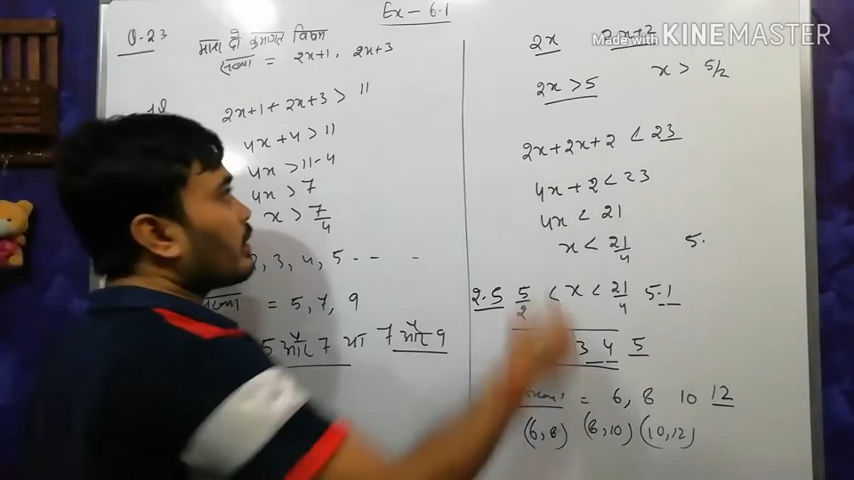 Ex - 6.1
Q-23 माना दो क्रमागत विषम
संख्या = 2x+1, 2x+3
2x+1 + 2x+3 > 11
4x + 4 > 11
4x > 11-4
4x > 7
x > 7/4
2, 3, 4, 5 - - -
संख्या = 5, 7, 9
5 और 7 या 7 और 9
2x 2x+2
Made with KINEMASTER
2x > 5 x > 5/2
2x+2x+2 < 23
4x + 2 < 23
4x < 21
x < 21/4 5.
2.5 5/2 < x < 21/4 5.1
3 4 5
= 6, 8 10 12
(6,8) (8,10) (10,12)